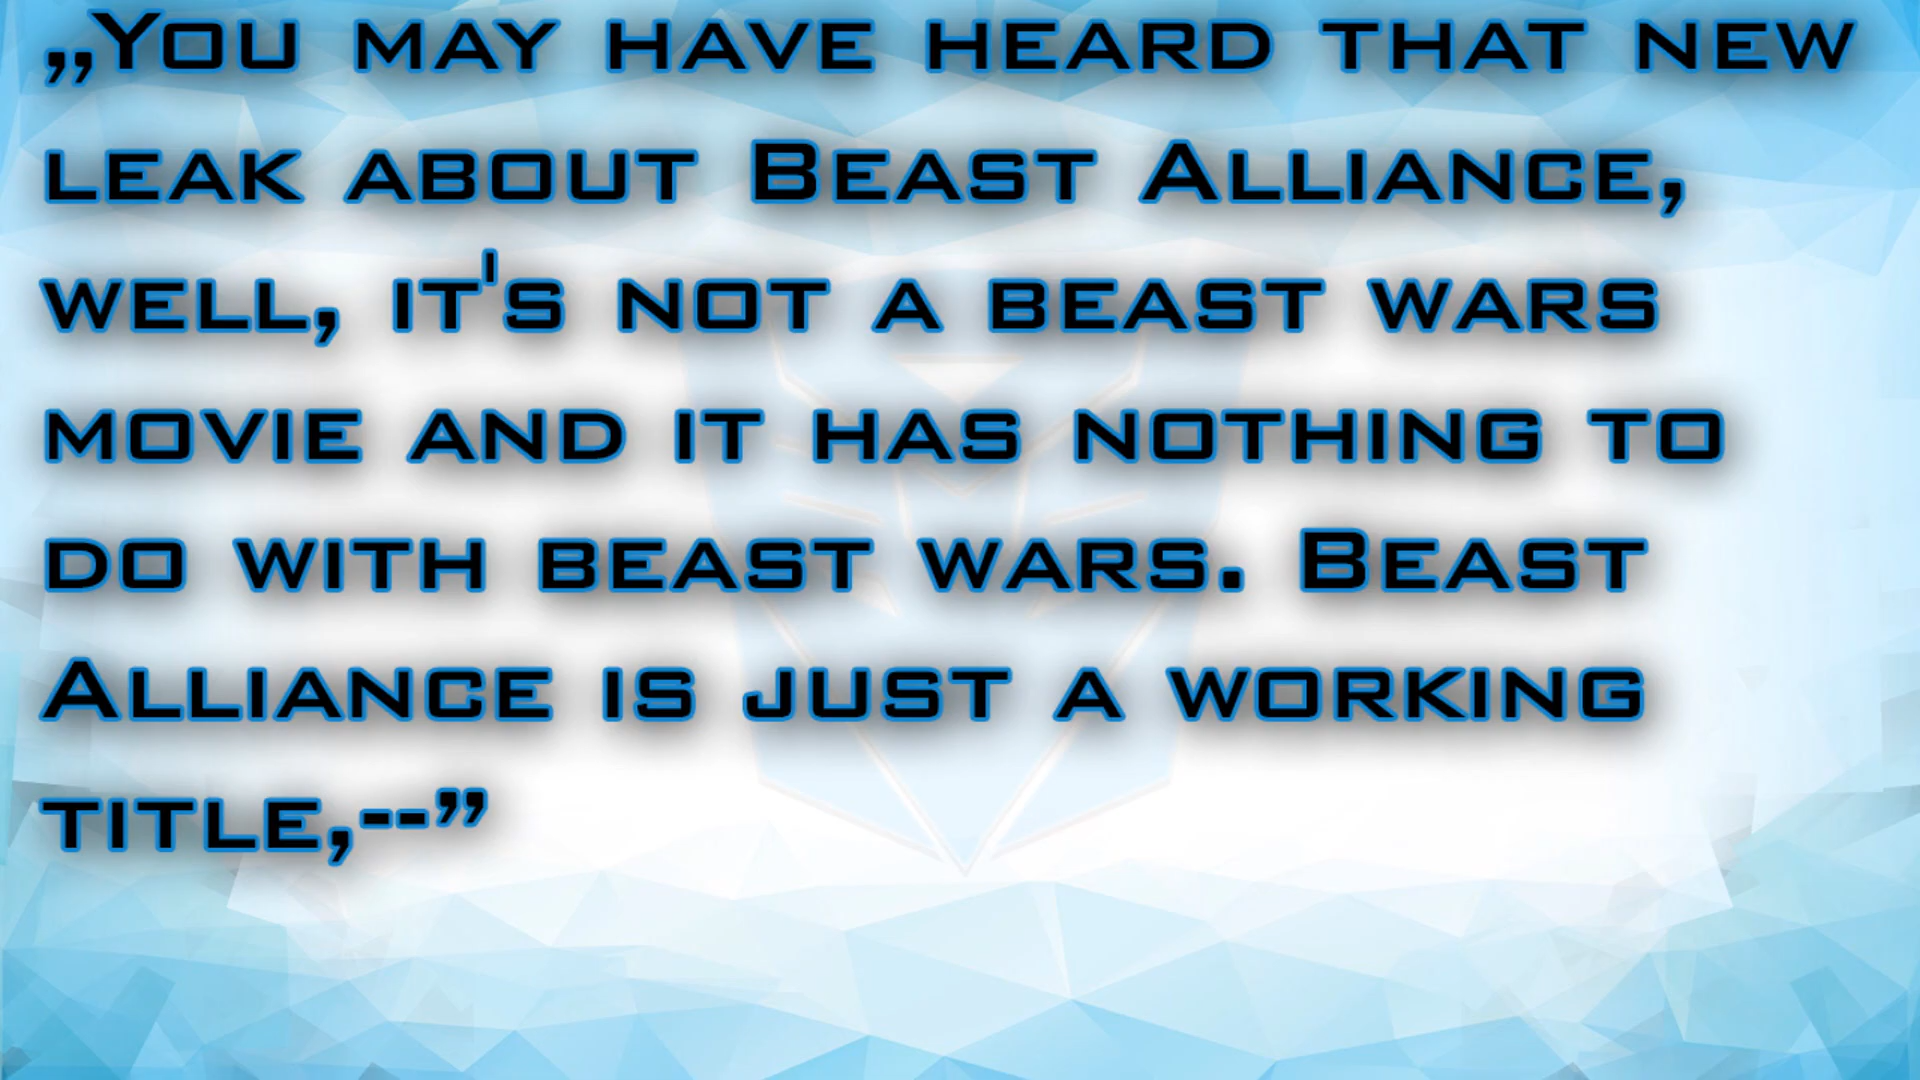 „You may have heard that new
leak about Beast Alliance,
well, it's not a beast wars
movie and it has nothing to
do with beast wars. Beast
Alliance is just a working
title,--”